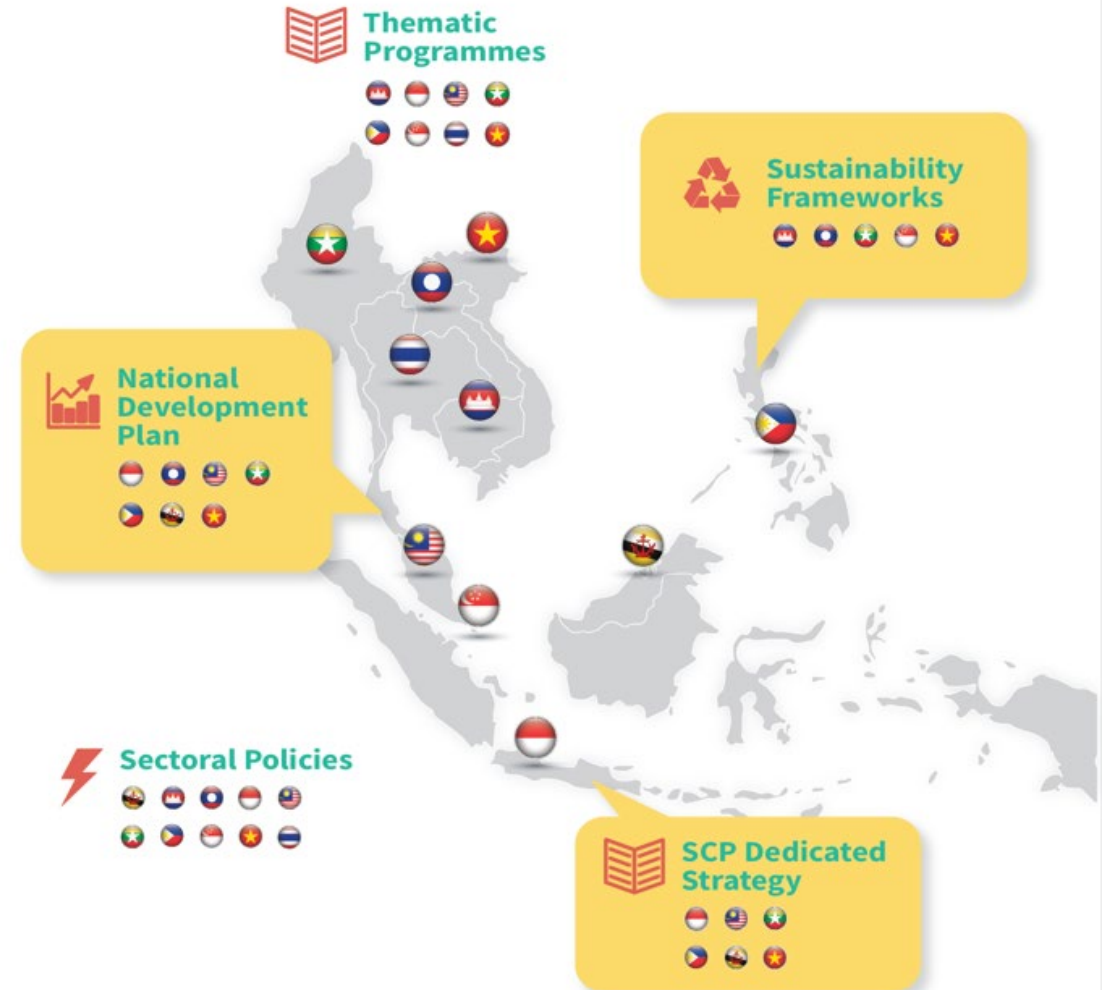 Thematic
Programmes
Sustainability
Frameworks
National
Development
Plan
Sectoral Policies
SCP Dedicated
Strategy